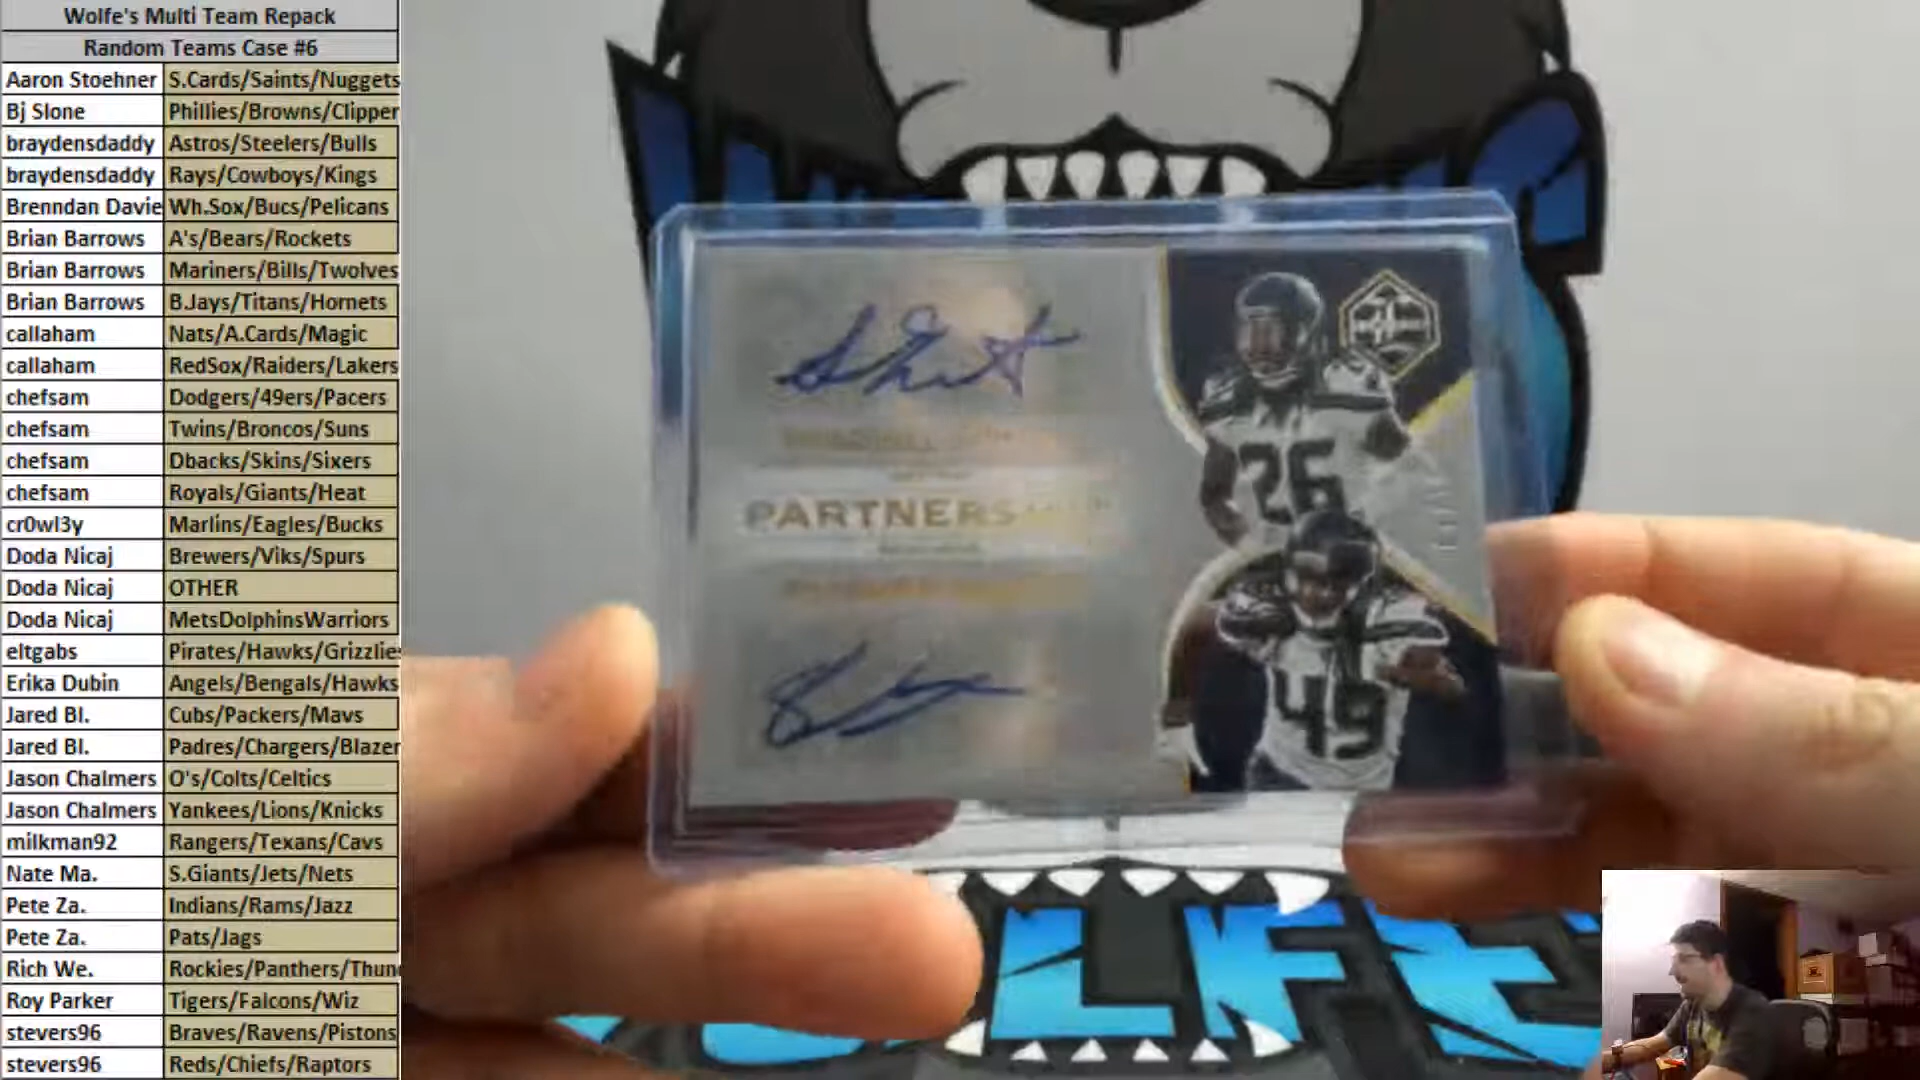 Wolfe's Multi Team Repack
Random Teams Case #6
Aaron Stoehner S.Cards/Saints/Nuggets
Bj Slone Phillies/Browns/Clipper
braydensdaddy Astros/Steelers/Bulls
braydensdaddy Rays/Cowboys/Kings
Brenndan Davie Wh.Sox/Bucs/Pelicans
Brian Barrows A's/Bears/Rockets
Brian Barrows Mariners/Bills/Twolves
Brian Barrows B.Jays/Titans/Hornets
callaham Nats/A.Cards/Magic
callaham RedSox/Raiders/Lakers
chefsam Dodgers/49ers/Pacers
chefsam Twins/Broncos/Suns
chefsam Dbacks/Skins/Sixers
chefsam Royals/Giants/Heat
cr0wl3y Marlins/Eagles/Bucks
Doda Nicaj Brewers/Viks/Spurs
Doda Nicaj OTHER
Doda Nicaj MetsDolphinsWarriors
eltgabs Pirates/Hawks/Grizzlies
Erika Dubin Angels/Bengals/Hawks
Jared Bl. Cubs/Packers/Mavs
Jared Bl. Padres/Chargers/Blazer
Jason Chalmers O's/Colts/Celtics
Jason Chalmers Yankees/Lions/Knicks
milkman92 Rangers/Texans/Cavs
Nate Ma. S.Giants/Jets/Nets
Pete Za. Indians/Rams/Jazz
Pete Za. Pats/Jags
Rich We. Rockies/Panthers/Thun
Roy Parker Tigers/Falcons/Wiz
stevers96 Braves/Ravens/Pistons
stevers96 Reds/Chiefs/Raptors
26
PARTNERS
49
LFE